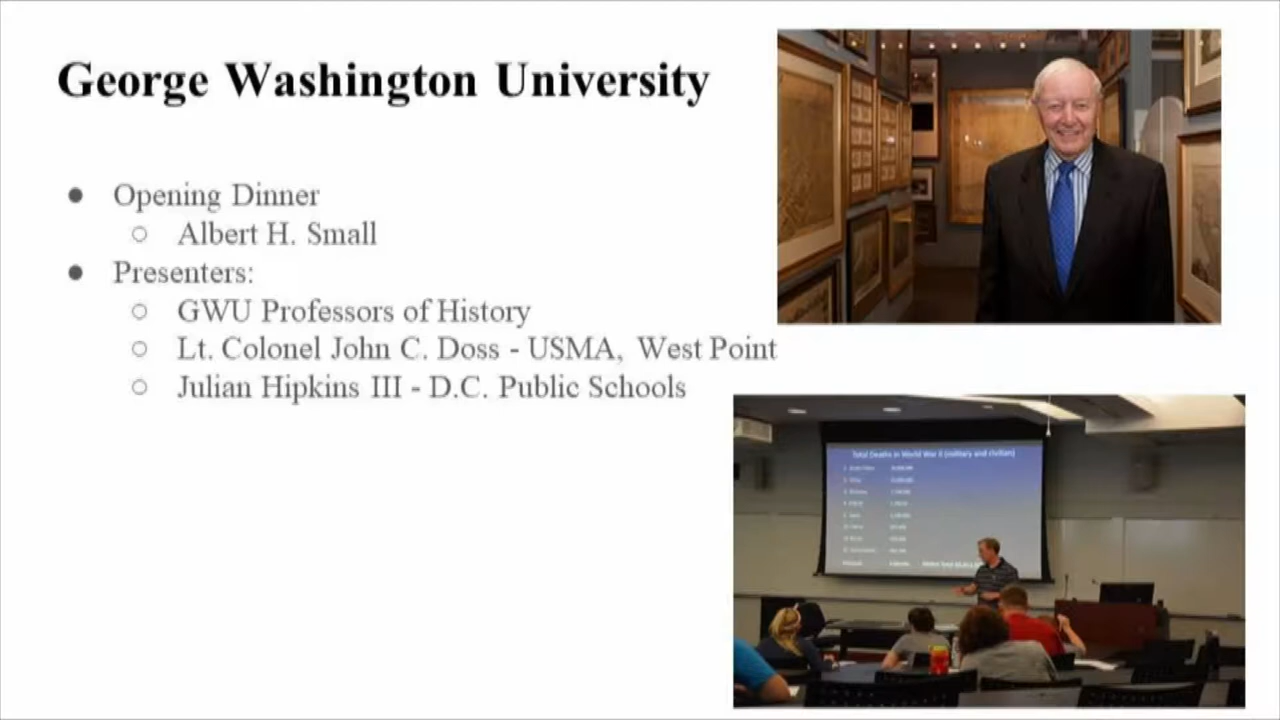 George Washington University
Opening Dinner
Albert H. Small
Presenters:
GWU Professors of History
Lt. Colonel John C. Doss - USMA, West Point
Julian Hipkins III - D.C. Public Schools
Total Deaths in World War II (military and civilian)